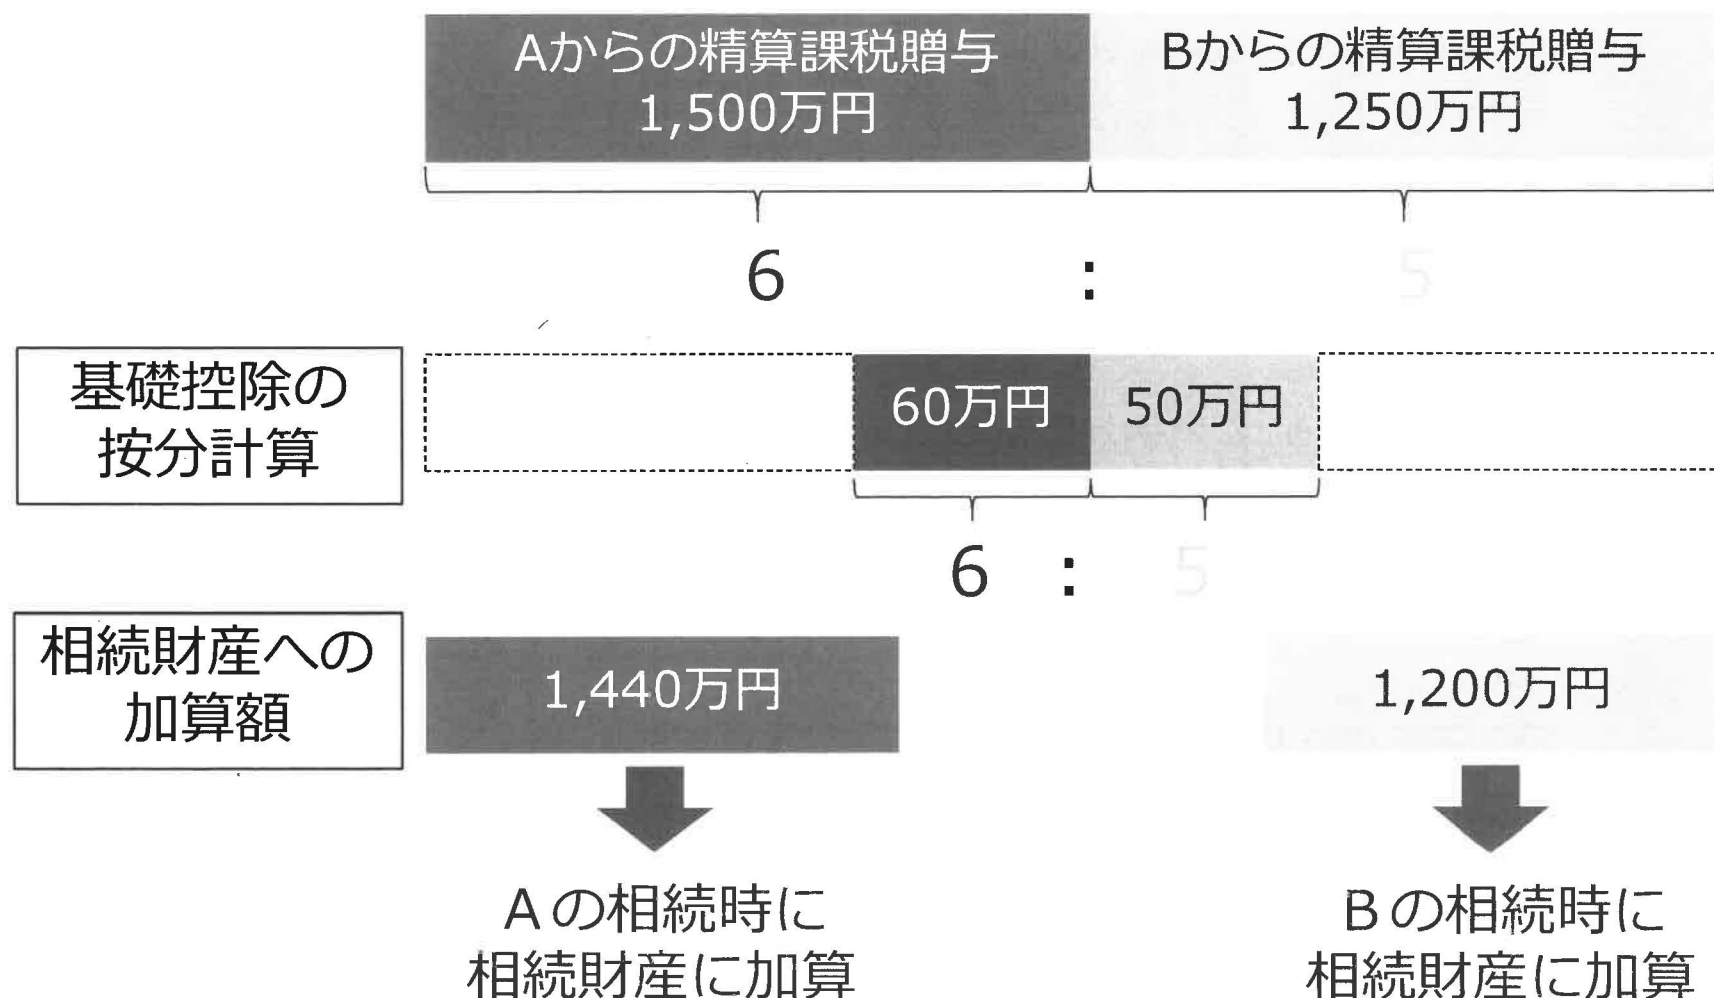 Aからの精算課税贈与
1,500万円
Bからの精算課税贈与
1,250万円
6 : 5
基礎控除の
按分計算
60万円
50万円
6 : 5
相続財産への
加算額
1,440万円
1,200万円
Aの相続時に
相続財産に加算
Bの相続時に
相続財産に加算